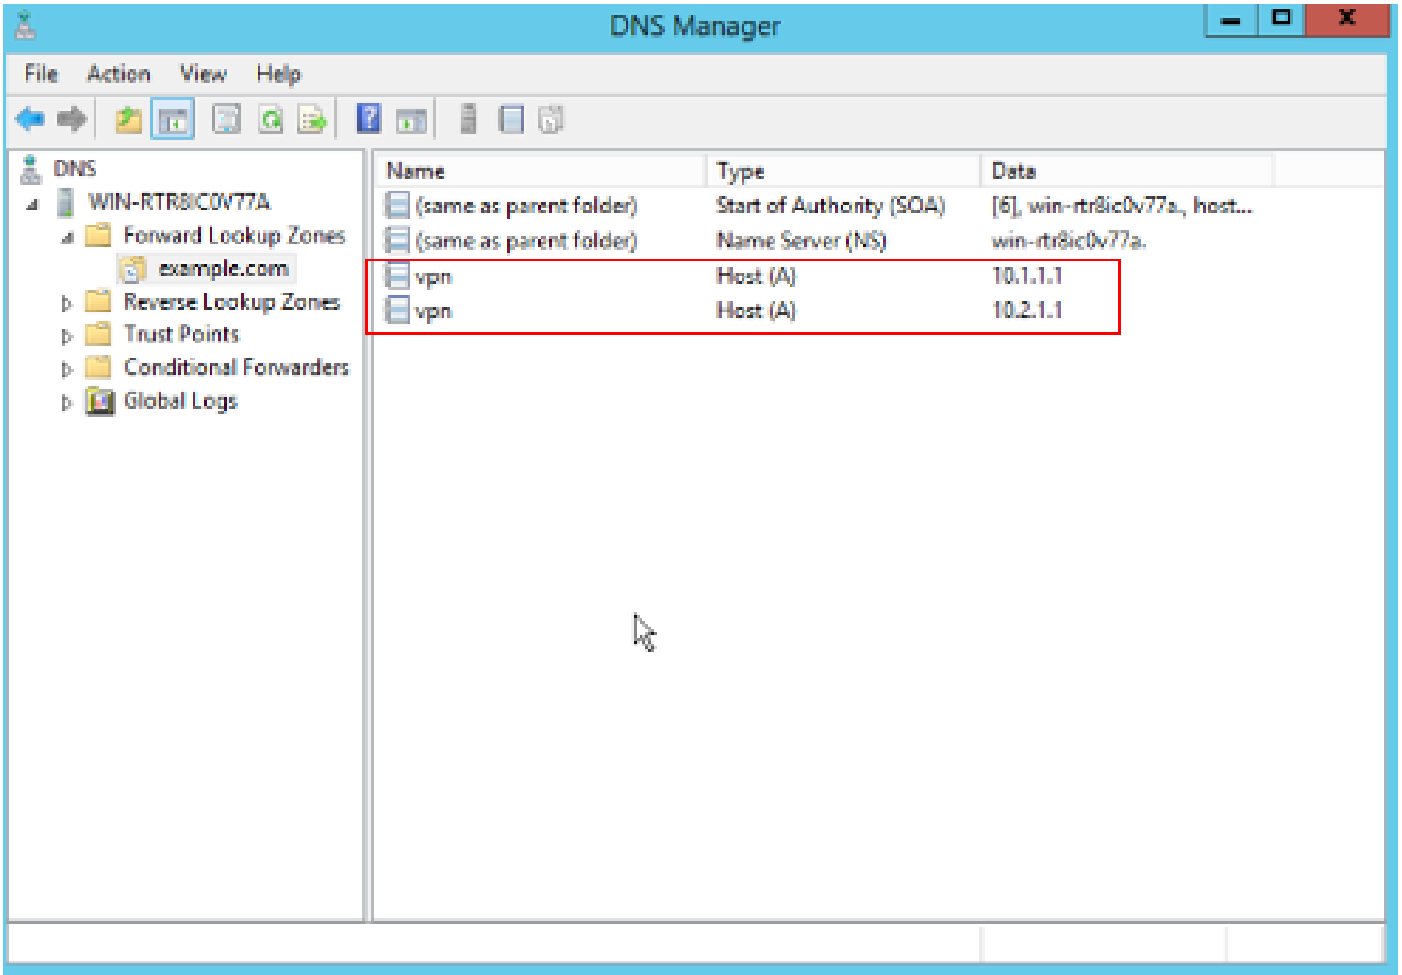 DNS Manager
File Action View Help
DNS
WIN-RTR8IC0V77A
Forward Lookup Zones
example.com
Reverse Lookup Zones
Trust Points
Conditional Forwarders
Global Logs
Name Type Data
(same as parent folder) Start of Authority (SOA) [6], win-rtr8ic0v77a., host...
(same as parent folder) Name Server (NS) win-rtr8ic0v77a.
vpn Host (A) 10.1.1.1
vpn Host (A) 10.2.1.1